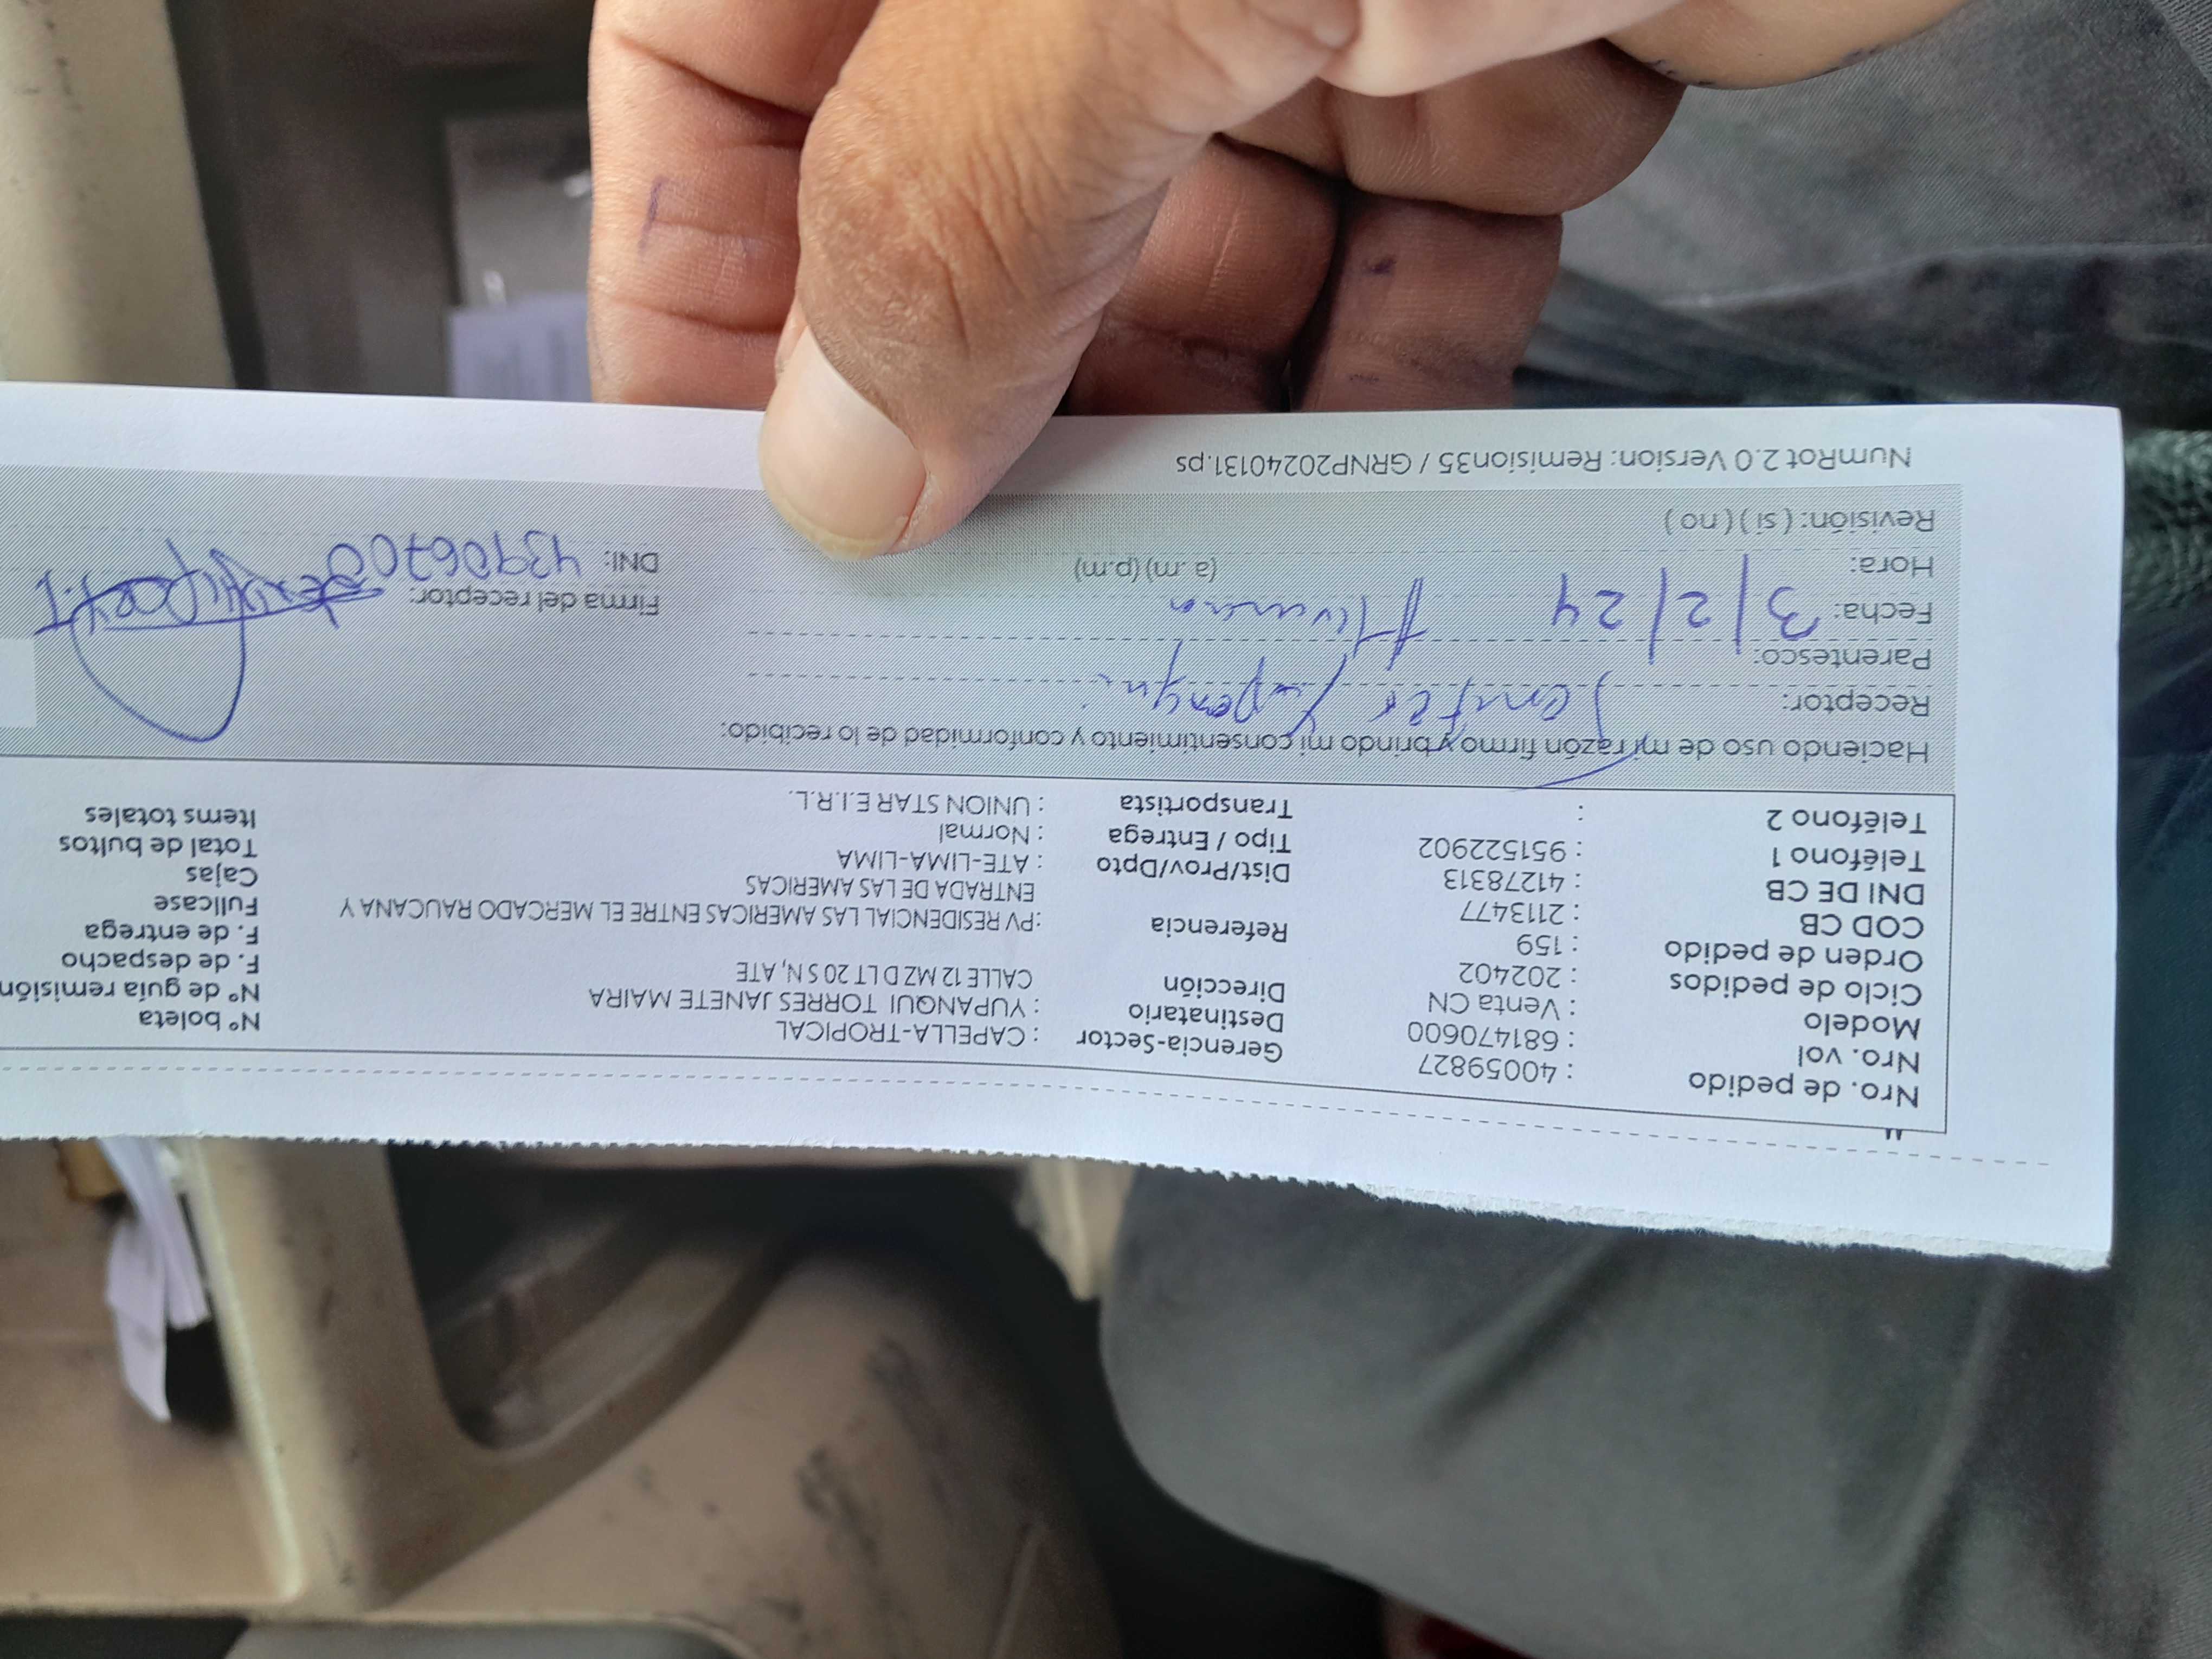 Nro. de pedido : 40059827
Nro. vol : 681470600
Modelo : Venta CN
Ciclo de pedidos : 202402
Orden de pedido : 159
COD CB : 2113477
DNI DE CB : 41278313
Teléfono 1 : 951522902
Teléfono 2 :
Gerencia-Sector : CAPELLA-TROPICAL
Destinatario : YUPANQUI TORRES JANETE MAIRA
Dirección CALLE 12 MZ D LT 20 S N, ATE
Referencia :PV RESIDENCIAL LAS AMERICAS ENTRE EL MERCADO RAUCANA Y
ENTRADA DE LAS AMERICAS
Dist/Prov/Dpto : ATE-LIMA-LIMA
Tipo / Entrega : Normal
Transportista : UNION STAR E.I.R.L.
N° boleta
N° de guía remisión
F. de despacho
F. de entrega
Fullcase
Cajas
Total de bultos
Items totales
Haciendo uso de mi razón firmo y brindo mi consentimiento y conformidad de lo recibido:
Receptor: Yupanqui
Parentesco:
Fecha: 3/2/24
Hora: (a. m) (p.m)
Revisión: ( si ) ( no )
Firma del receptor:
DNI: 43906700
NumRot 2.0 Version: Remision35 / GRNP20240131.ps